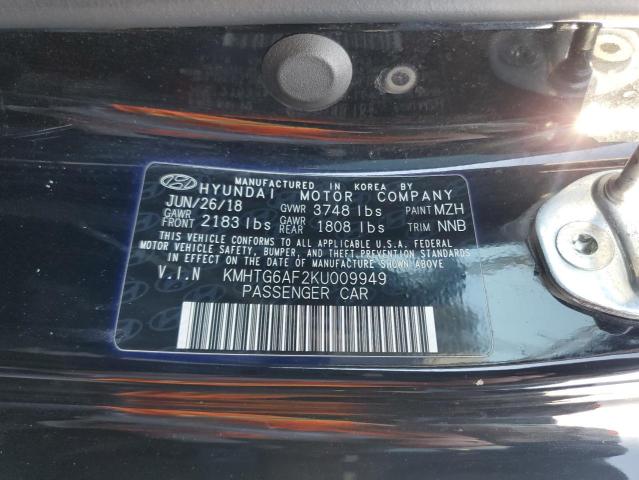 MANUFACTURED IN KOREA BY
HYUNDAI MOTOR COMPANY
JUN/26/18 GVWR 3748 lbs PAINT MZH
GAWR FRONT 2183 lbs GAWR REAR 1808 lbs TRIM NNB
THIS VEHICLE CONFORMS TO ALL APPLICABLE U.S.A. FEDERAL
MOTOR VEHICLE SAFETY, BUMPER, AND THEFT PREVENTION
STANDARDS IN EFFECT ON THE DATE OF MANUFACTURE SHOWN ABOVE.
V.I.N KMHTG6AF2KU009949
PASSENGER CAR